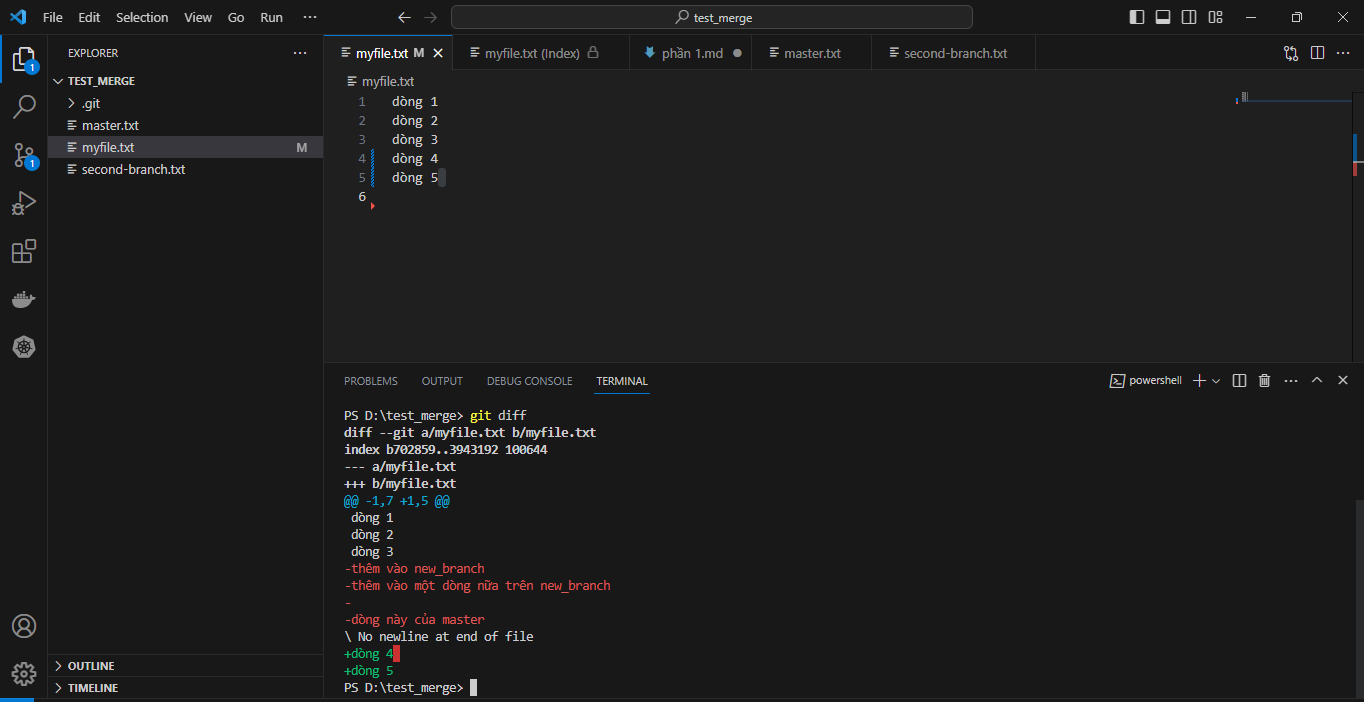 File Edit Selection View Go Run ···
test_merge
EXPLORER ···
TEST_MERGE
.git
master.txt
myfile.txt M
second-branch.txt
OUTLINE
TIMELINE
1
1
myfile.txt M
myfile.txt (Index)
phần 1.md
master.txt
second-branch.txt
myfile.txt
1 dòng 1
2 dòng 2
3 dòng 3
4 dòng 4
5 dòng 5
6
PROBLEMS OUTPUT DEBUG CONSOLE TERMINAL
powershell
PS D:\test_merge> git diff
diff --git a/myfile.txt b/myfile.txt
index b702859..3943192 100644
--- a/myfile.txt
+++ b/myfile.txt
@@ -1,7 +1,5 @@
 dòng 1
 dòng 2
 dòng 3
-thêm vào new_branch
-thêm vào một dòng nữa trên new_branch
-
-dòng này của master
\ No newline at end of file
+dòng 4
+dòng 5
PS D:\test_merge>